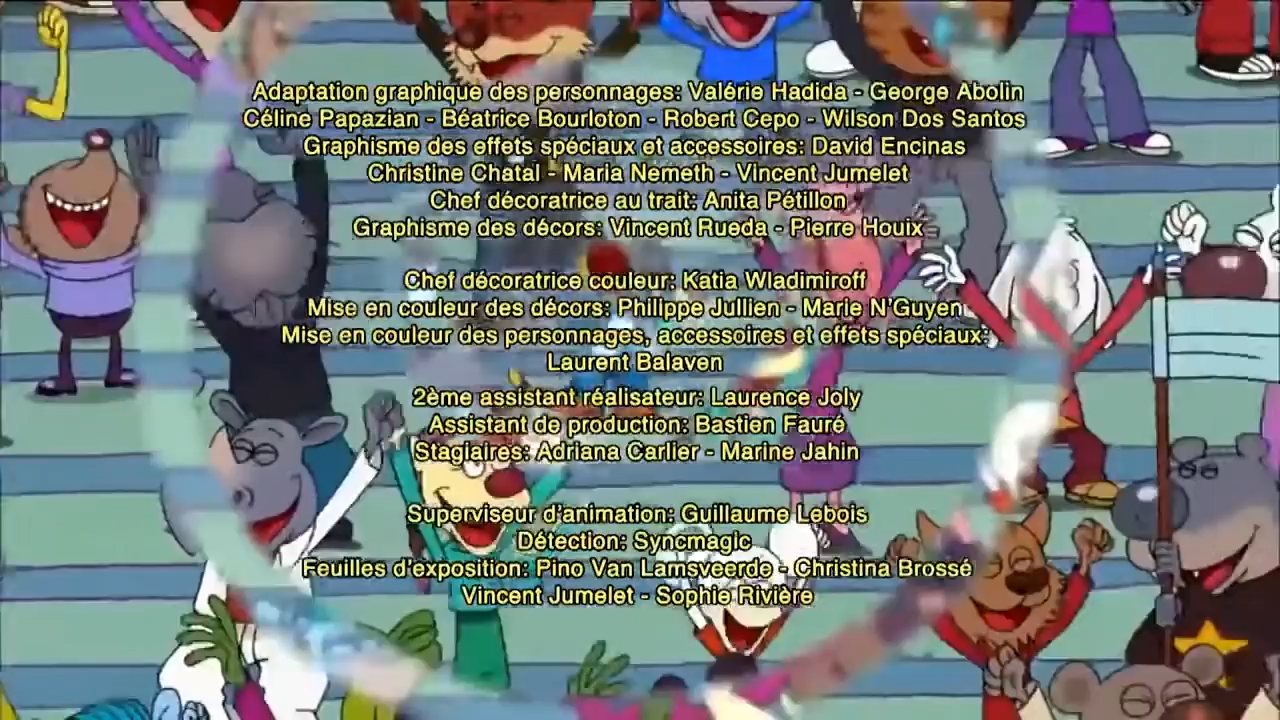 Adaptation graphique des personnages: Valérie Hadida - George Abolin
Céline Papazian - Béatrice Bourloton - Robert Cepo - Wilson Dos Santos
Graphisme des effets spéciaux et accessoires: David Encinas
Christine Chatal - Maria Nemeth - Vincent Jumelet
Chef décoratrice au trait: Anita Pétillon
Graphisme des décors: Vincent Rueda - Pierre Houix
Chef décoratrice couleur: Katia Wladimiroff
Mise en couleur des décors: Philippe Jullien - Marie N'Guyen
Mise en couleur des personnages, accessoires et effets spéciaux:
Laurent Balaven
2ème assistant réalisateur: Laurence Joly
Assistant de production: Bastien Fauré
Stagiaires: Adriana Carlier - Marine Jahin
Superviseur d'animation: Guillaume Lebois
Détection: Syncmagic
Feuilles d'exposition: Pino Van Lamsveerde - Christina Brossé
Vincent Jumelet - Sophie Rivière